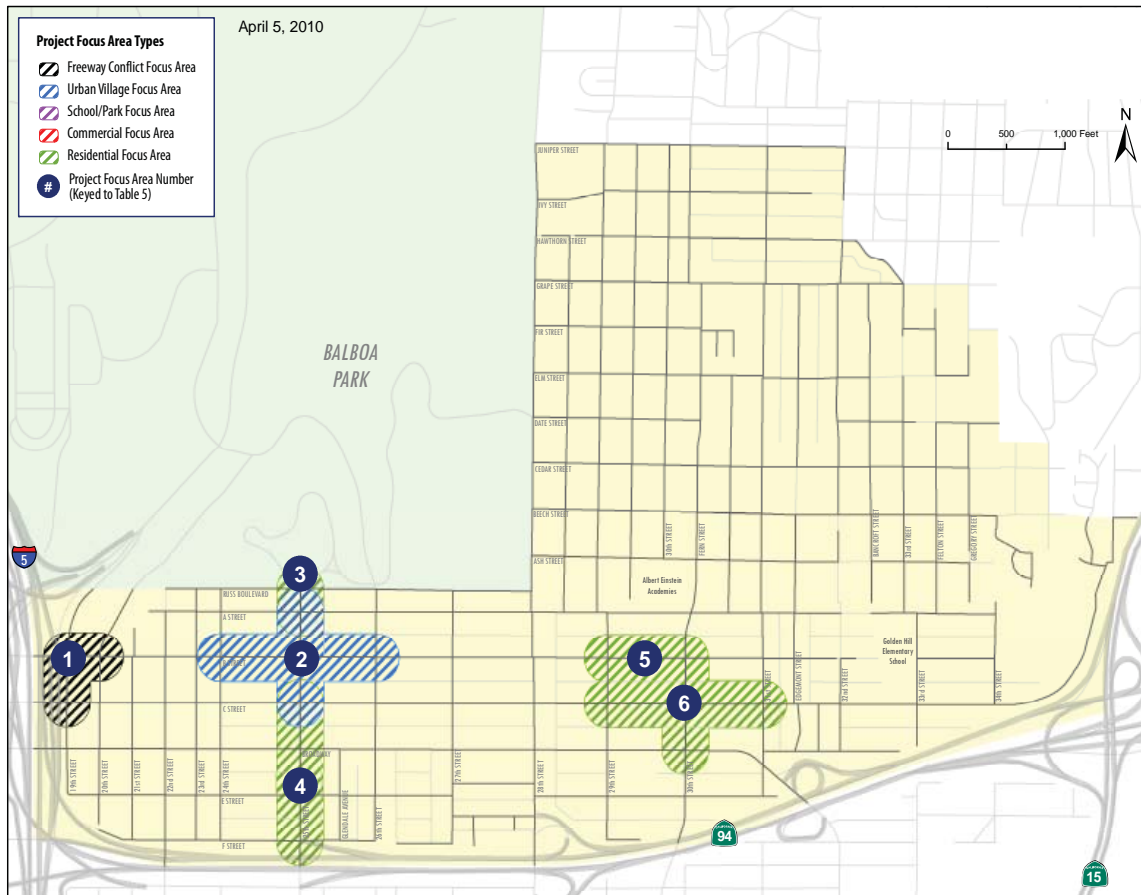 April 5, 2010
Project Focus Area Types
Freeway Conflict Focus Area
Urban Village Focus Area
School/Park Focus Area
Commercial Focus Area
Residential Focus Area
# Project Focus Area Number
(Keyed to Table 5)
N
0 500 1,000 Feet
JUNIPER STREET
IVY STREET
HAWTHORN STREET
GRAPE STREET
FIR STREET
BALBOA
PARK
ELM STREET
DATE STREET
CEDAR STREET
BEECH STREET
30th STREET
FERN STREET
BANCROFT STREET
33rd STREET
FELTON STREET
GREGORY STREET
5
ASH STREET
3
Albert Einstein
Academies
RUSS BOULEVARD
A STREET
Golden Hill
Elementary
School
1
2
5
STREET
6
EDGEMONT STREET
32nd STREET
33rd STREET
34th STREET
C STREET
BROADWAY
19th STREET
20th STREET
21st STREET
22nd STREET
23rd STREET
24th STREET
4
GLENDALE AVENUE
26th STREET
27th STREET
28th STREET
29th STREET
30th STREET
E STREET
F STREET
94
15